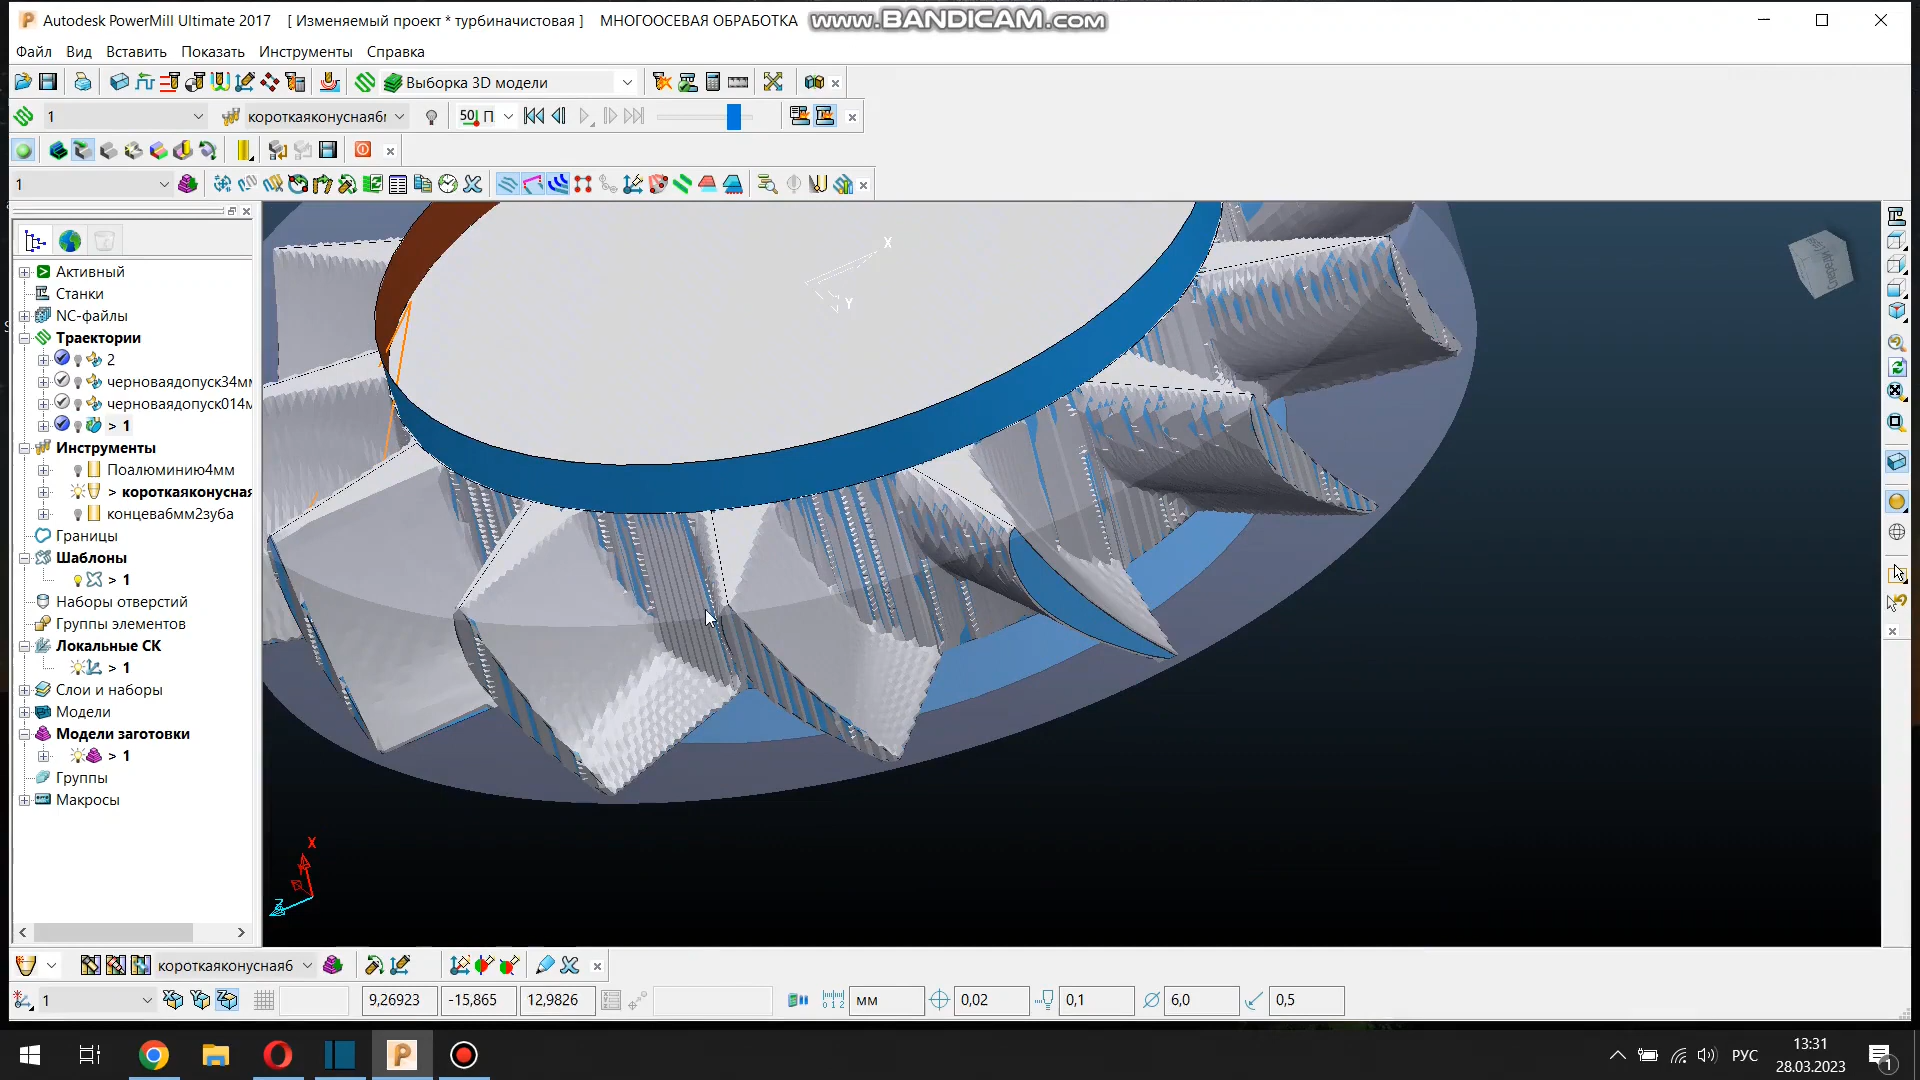 Autodesk PowerMill Ultimate 2017 [ Изменяемый проект * турбиначистовая ] МНОГООСЕВАЯ ОБРАБОТКА
www.BANDICAM.com
Файл Вид Вставить Показать Инструменты Справка
Выборка 3D модели
1 короткаяконусная6г 50 П
1
Активный
Станки
NC-файлы
Траектории
2
черноваядопуск34мм
черноваядопуск014м
> 1
Инструменты
Поалюминию4мм
> короткаяконусная
концева6мм2зуба
Границы
Шаблоны
> 1
Наборы отверстий
Группы элементов
Локальные СК
> 1
Слои и наборы
Модели
Модели заготовки
> 1
Группы
Макросы
X
Y
X
Z
короткаяконусная6
1 9,26923 -15,865 12,9826 мм 0,02 0,1 6,0 0,5
РУС
13:31
28.03.2023
1